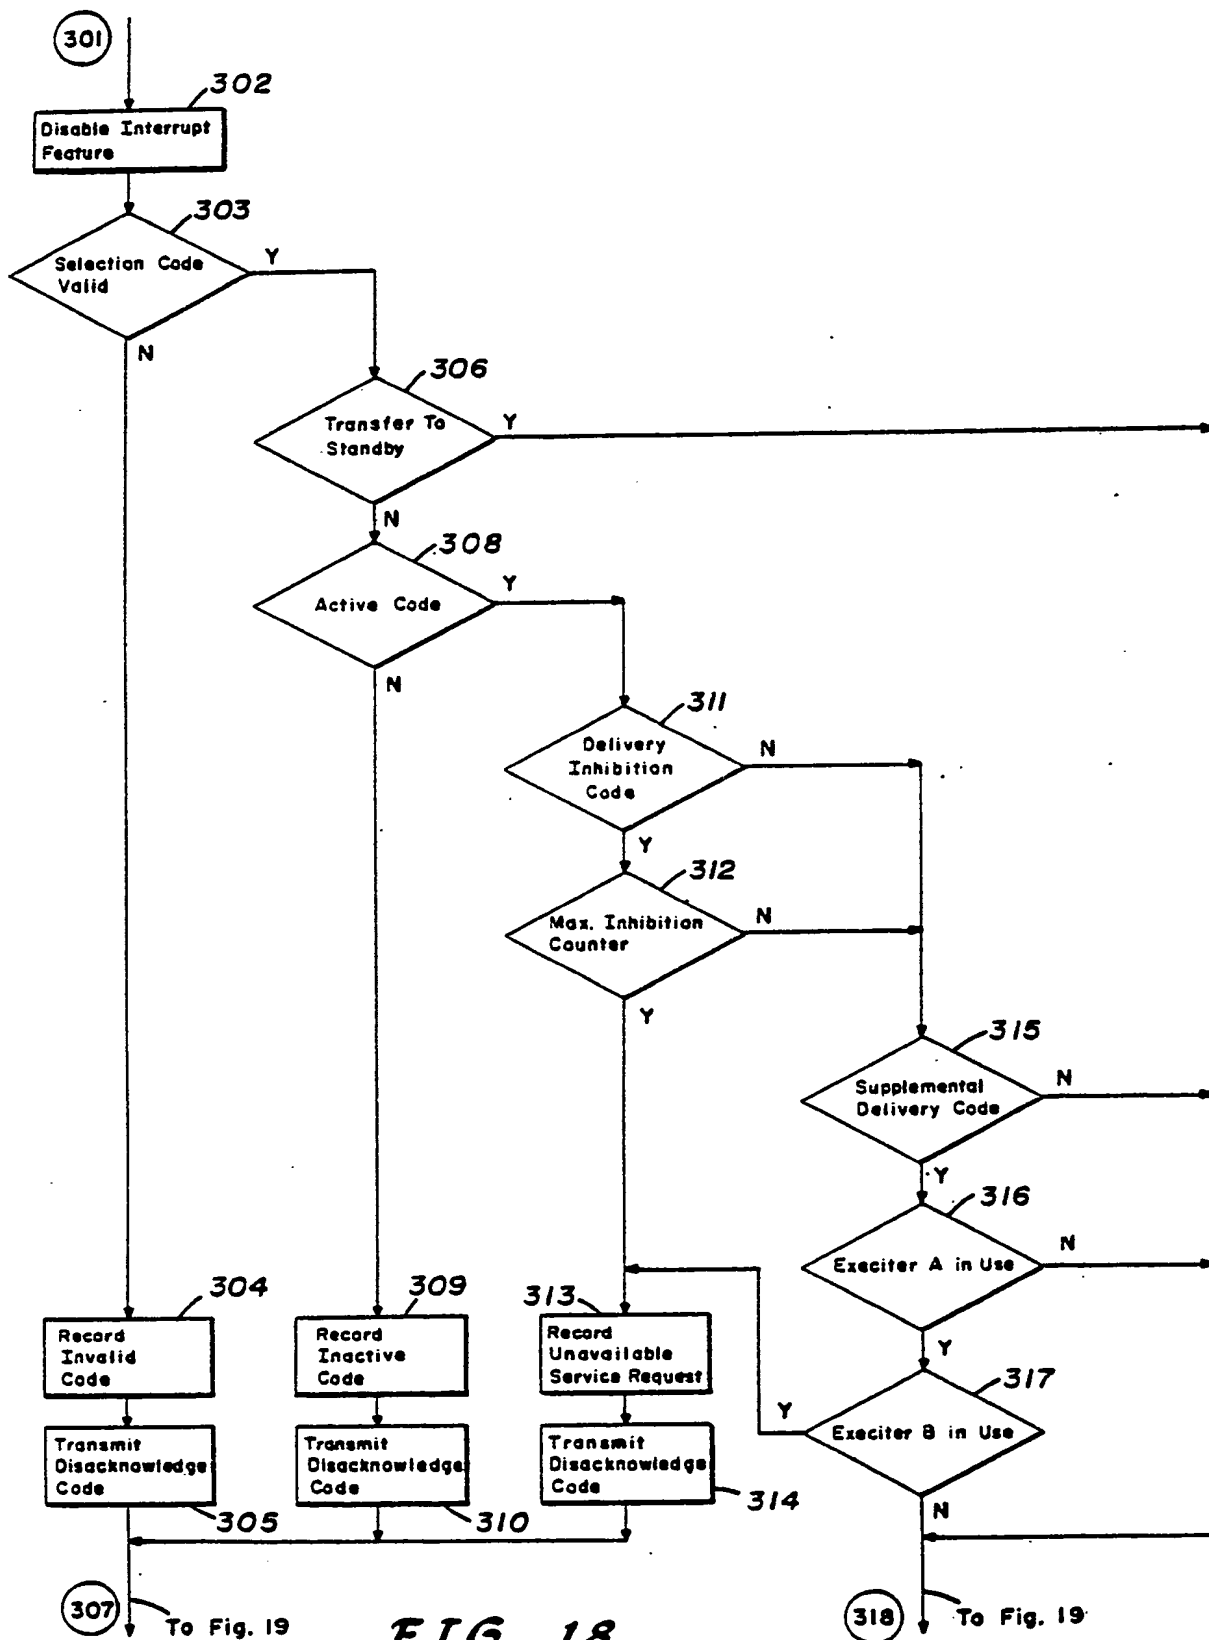 301
302
Disable Interrupt
Feature
303
Selection Code
Valid
Y
N
306
Transfer To
Standby
Y
N
308
Active Code
Y
N
311
Delivery
Inhibition
Code
N
Y
312
Max. Inhibition
Counter
N
Y
315
Supplemental
Delivery Code
N
Y
316
Execiter A in Use
N
Y
317
Execiter B in Use
Y
N
304
Record
Invalid
Code
309
Record
Inactive
Code
313
Record
Unavailable
Service Request
Transmit
Disacknowledge
Code
305
Transmit
Disacknowledge
Code
310
Transmit
Disacknowledge
Code
314
307
To Fig. 19
FIG. 18
318
To Fig. 19